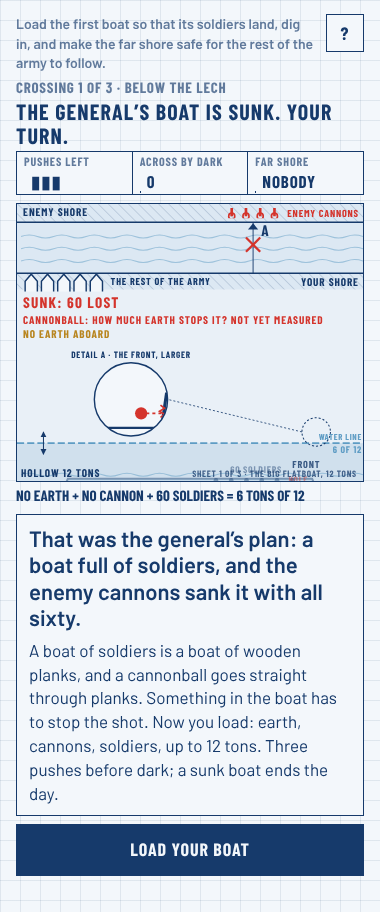 Load the first boat so that its soldiers land, dig
in, and make the far shore safe for the rest of the
army to follow.
?
CROSSING 1 OF 3 · BELOW THE LECH
THE GENERAL'S BOAT IS SUNK. YOUR
TURN.
PUSHES LEFT
ACROSS BY DARK
0
FAR SHORE
NOBODY
ENEMY SHORE
ENEMY CANNONS
A
THE REST OF THE ARMY
YOUR SHORE
SUNK: 60 LOST
CANNONBALL: HOW MUCH EARTH STOPS IT? NOT YET MEASURED
NO EARTH ABOARD
DETAIL A · THE FRONT, LARGER
WATER LINE
6 OF 12
60 SOLDIERS
FRONT
HOLLOW 12 TONS
SHEET 1 OF 3 · THE BIG FLATBOAT, 12 TONS
NO EARTH + NO CANNON + 60 SOLDIERS = 6 TONS OF 12
That was the general's plan: a
boat full of soldiers, and the
enemy cannons sank it with all
sixty.
A boat of soldiers is a boat of wooden
planks, and a cannonball goes straight
through planks. Something in the boat has
to stop the shot. Now you load: earth,
cannons, soldiers, up to 12 tons. Three
pushes before dark; a sunk boat ends the
day.
LOAD YOUR BOAT